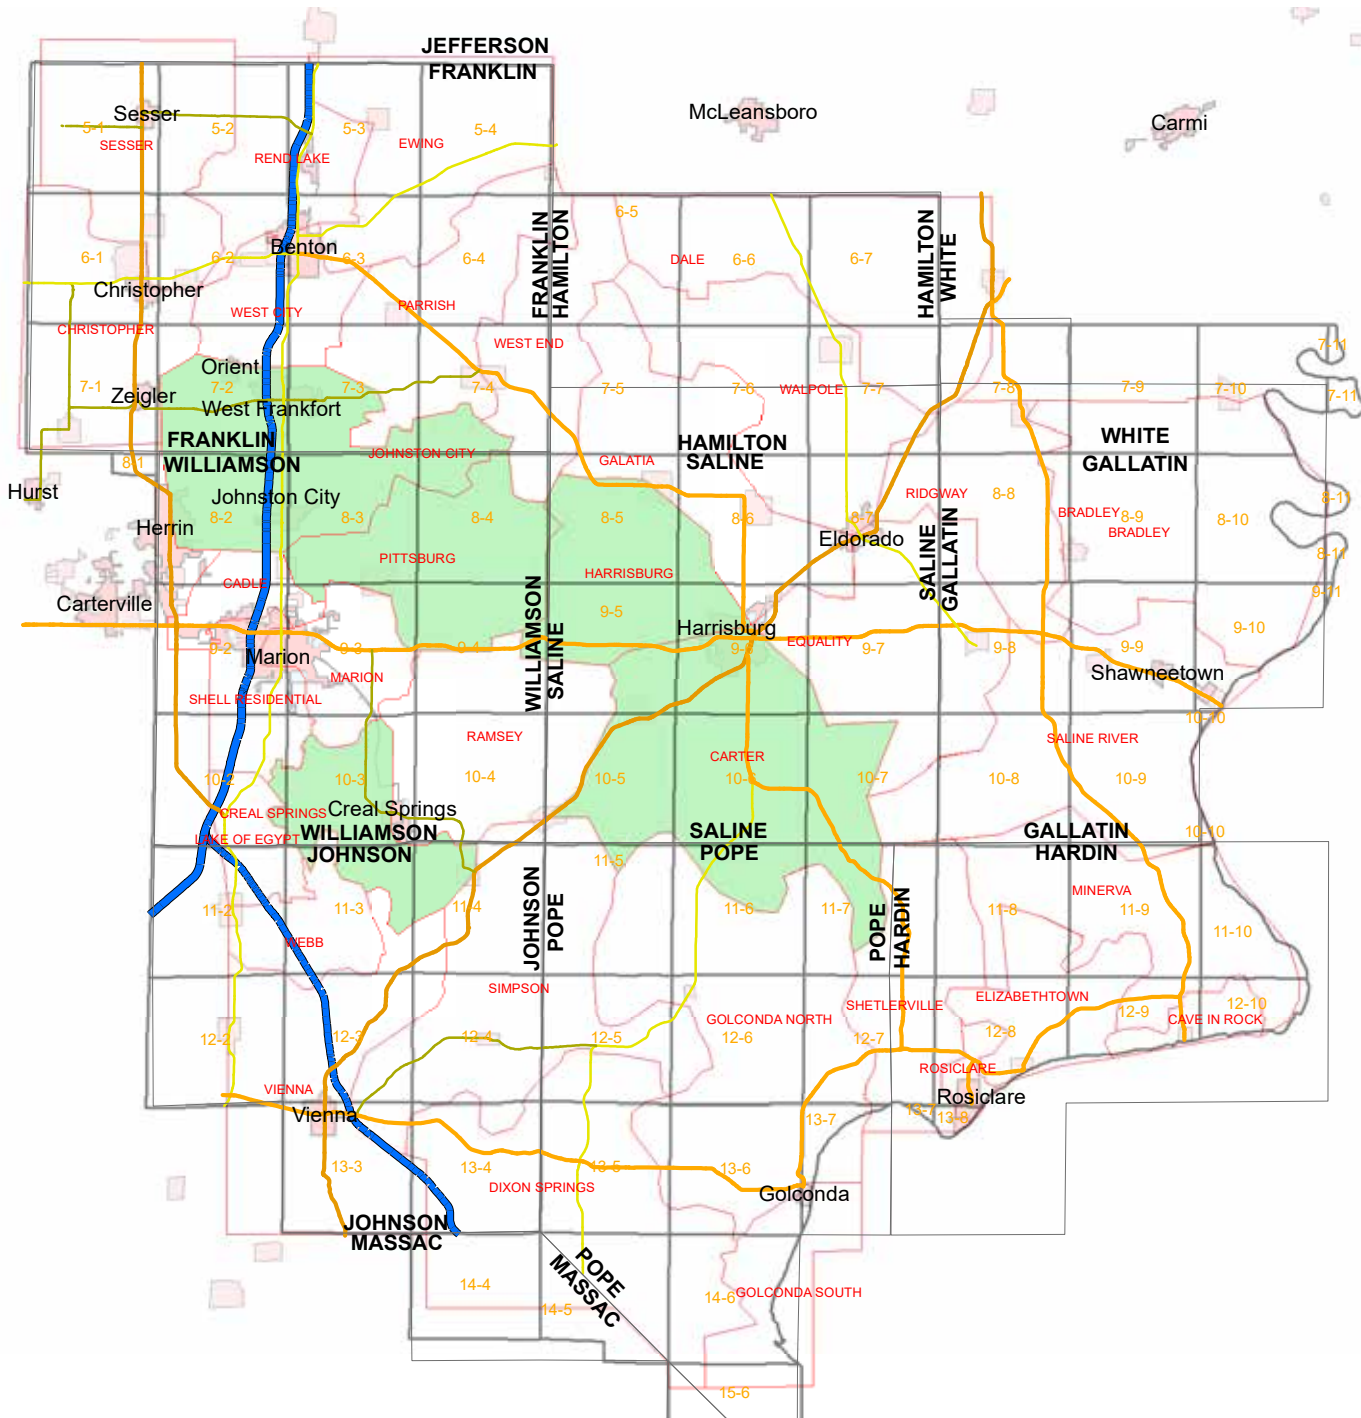 JEFFERSON
FRANKLIN
McLeansboro
Carmi
Sesser
5-1
5-2
5-3
5-4
SESSER
REND LAKE
EWING
6-5
FRANKLIN
HAMILTON
HAMILTON
WHITE
Benton
6-1
6-2
6-3
6-4
DALE
6-6
6-7
Christopher
WEST CITY
PARRISH
CHRISTOPHER
WEST END
7-11
Orient
7-1
7-2
7-3
7-4
7-5
7-6
WALPOLE
7-7
7-8
7-9
7-10
7-11
Zeigler
West Frankfort
FRANKLIN
WILLIAMSON
HAMILTON
SALINE
WHITE
GALLATIN
JOHNSTON CITY
GALATIA
8-1
Hurst
Johnston City
RIDGWAY
8-8
8-11
Herrin
8-2
8-3
8-4
8-5
8-6
8-7
BRADLEY
8-9
BRADLEY
8-10
Eldorado
SALINE
GALLATIN
PITTSBURG
HARRISBURG
8-11
CADLE
9-11
Carterville
9-5
WILLIAMSON
SALINE
Harrisburg
9-10
EQUALITY
9-2
Marion
9-3
9-4
9-6
9-7
9-8
9-9
Shawneetown
MARION
SHELL RESIDENTIAL
10-10
RAMSEY
CARTER
SALINE RIVER
10-2
10-3
10-4
10-5
10-6
10-7
10-8
10-9
CREAL SPRINGS
Creal Springs
LAKE OF EGYPT
WILLIAMSON
JOHNSON
SALINE
POPE
GALLATIN
HARDIN
10-10
11-5
MINERVA
11-2
11-3
11-4
JOHNSON
POPE
11-6
11-7
POPE
HARDIN
11-8
11-9
11-10
WEBB
SIMPSON
SHETLERVILLE
ELIZABETHTOWN
12-10
GOLCONDA NORTH
12-9
CAVE IN ROCK
12-2
12-3
12-4
12-5
12-6
12-7
12-8
ROSICLARE
VIENNA
Rosiclare
Vienna
13-7
13-7
13-8
13-3
13-4
13-5
13-6
DIXON SPRINGS
Golconda
JOHNSON
MASSAC
POPE
MASSAC
14-4
14-5
14-6
GOLCONDA SOUTH
15-6